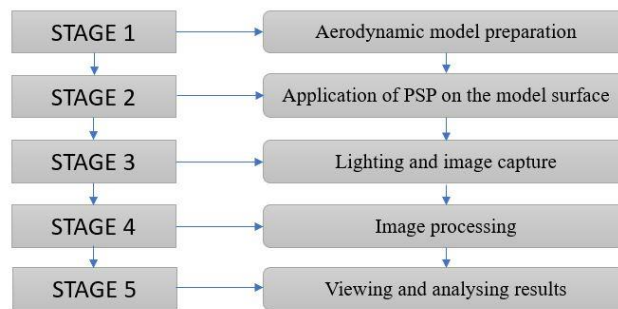 STAGE 1
Aerodynamic model preparation
STAGE 2
Application of PSP on the model surface
STAGE 3
Lighting and image capture
STAGE 4
Image processing
STAGE 5
Viewing and analysing results